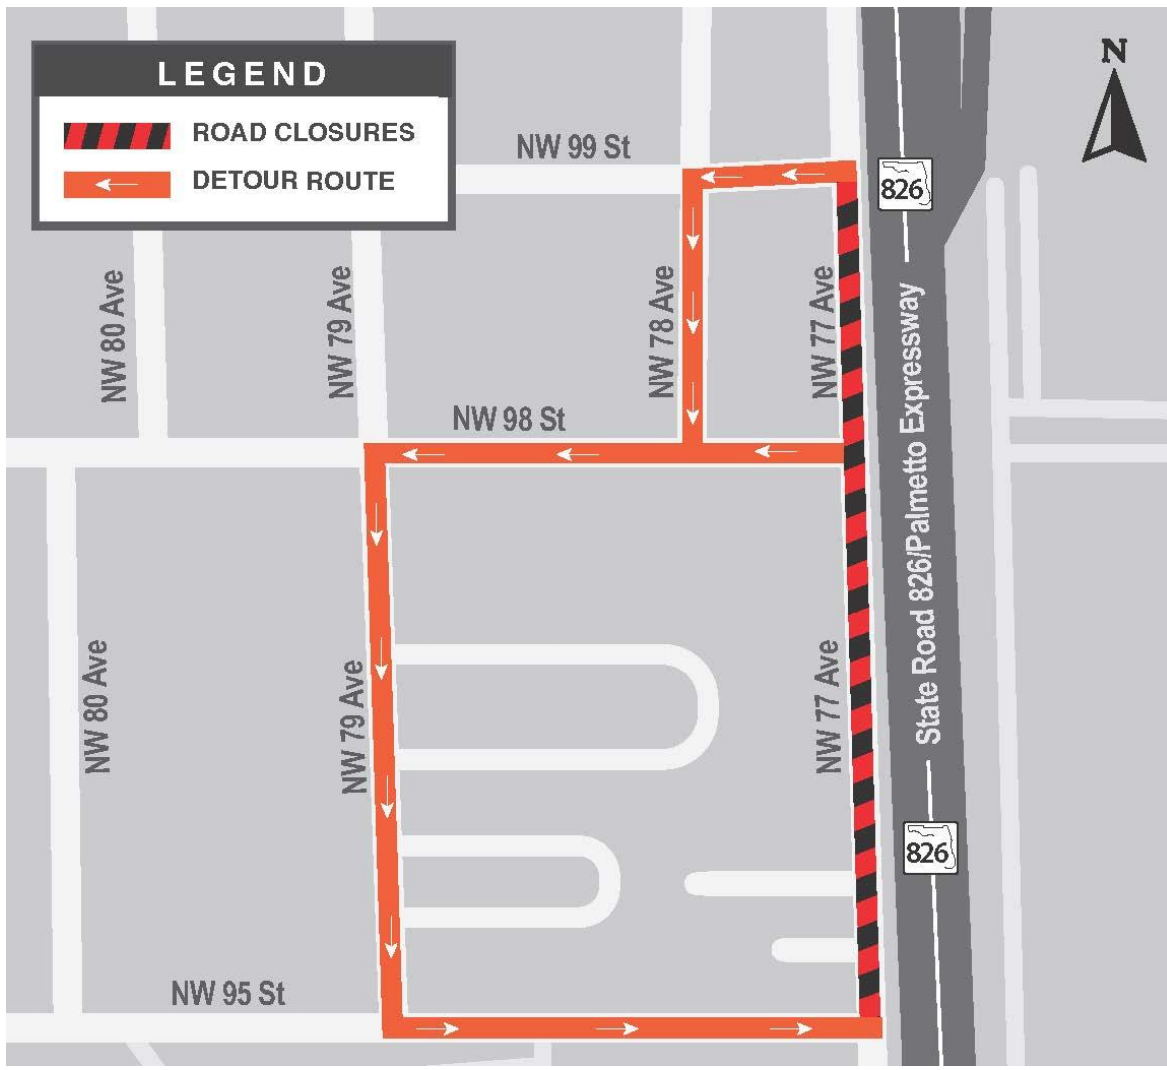 LEGEND
ROAD CLOSURES
DETOUR ROUTE
N
NW 99 St
826
NW 80 Ave
NW 79 Ave
NW 78 Ave
NW 77 Ave
State Road 826/Palmetto Expressway
NW 98 St
NW 80 Ave
NW 79 Ave
NW 77 Ave
826
NW 95 St